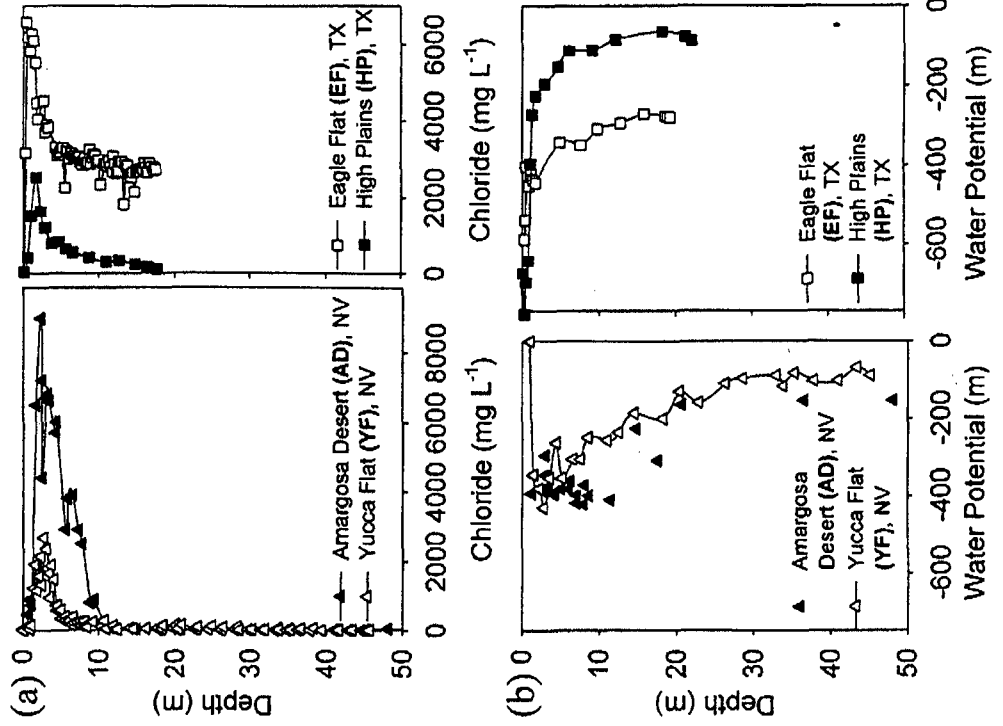 (a)
0
10
20
30
40
50
Depth (m)
0
2000
4000
6000
8000
Chloride (mg L-1)
Amargosa Desert (AD), NV
Yucca Flat (YF), NV
0
2000
4000
6000
Chloride (mg L-1)
Eagle Flat (EF), TX
High Plains (HP), TX
(b)
0
10
20
30
40
50
Depth (m)
-600
-400
-200
0
Water Potential (m)
Amargosa
Desert (AD), NV
Yucca Flat
(YF), NV
-600
-400
-200
0
Water Potential (m)
Eagle Flat
(EF), TX
High Plains
(HP), TX